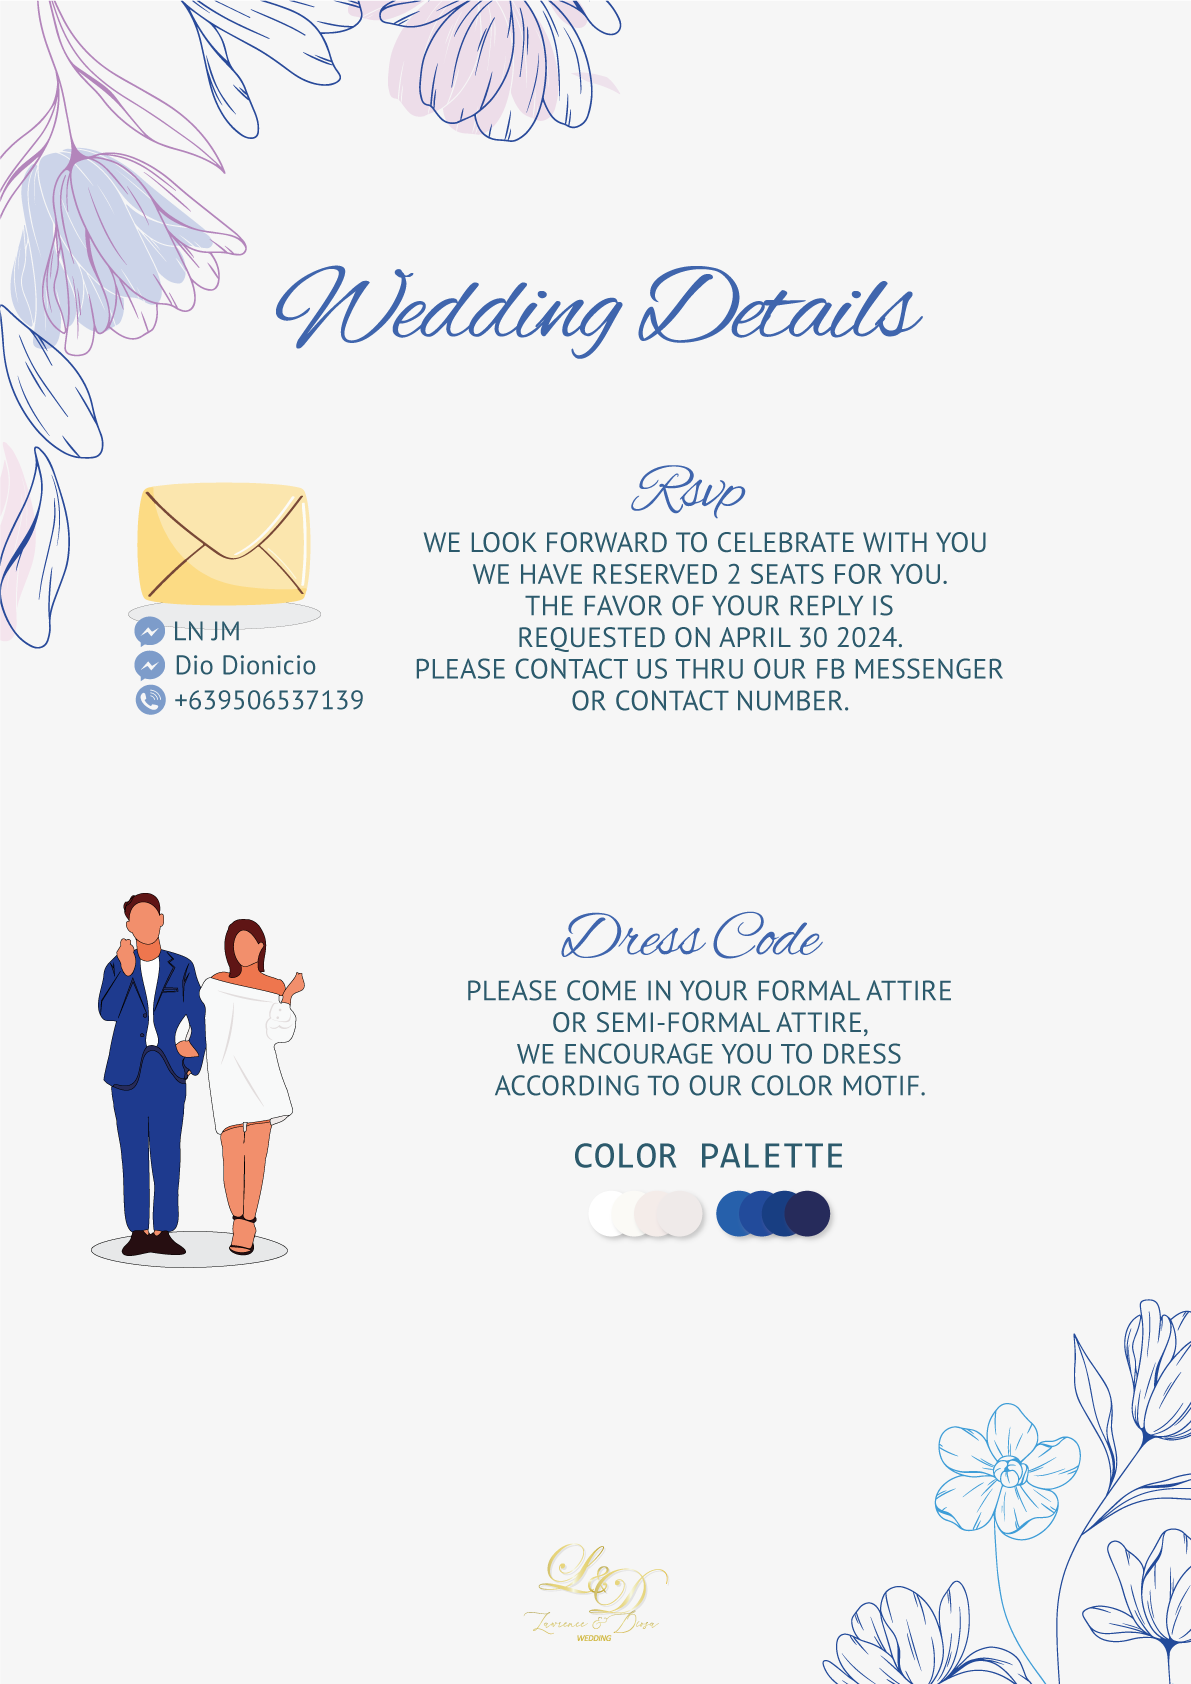 Wedding Details
Rsvp
WE LOOK FORWARD TO CELEBRATE WITH YOU
WE HAVE RESERVED 2 SEATS FOR YOU.
THE FAVOR OF YOUR REPLY IS
REQUESTED ON APRIL 30 2024.
PLEASE CONTACT US THRU OUR FB MESSENGER
OR CONTACT NUMBER.
LN JM
Dio Dionicio
+639506537139
Dress Code
PLEASE COME IN YOUR FORMAL ATTIRE
OR SEMI-FORMAL ATTIRE,
WE ENCOURAGE YOU TO DRESS
ACCORDING TO OUR COLOR MOTIF.
COLOR PALETTE
L&D
Lawrence & Diosa
WEDDING